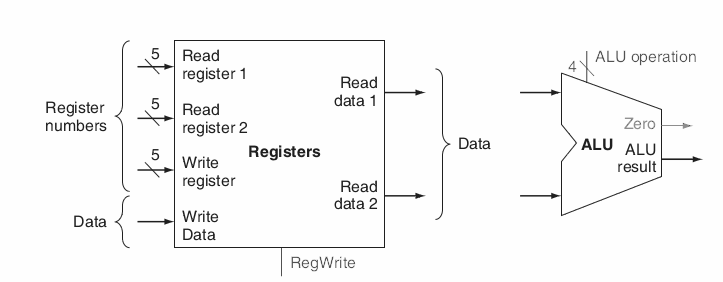 5
Read
register 1
5
Read
register 2
5
Write
register
Write
Data
Register
numbers
Data
Registers
Read
data 1
Read
data 2
Data
RegWrite
4
ALU operation
Zero
ALU
ALU
result